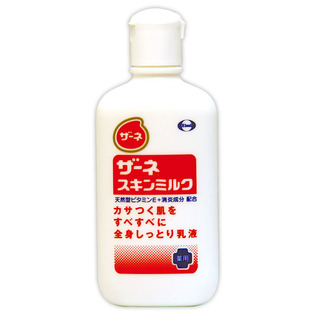 ザーネ
Eisai
ザーネ
スキンミルク
天然型ビタミンE＋消炎成分 配合
カサつく肌を
すべすべに
全身しっとり乳液
薬用